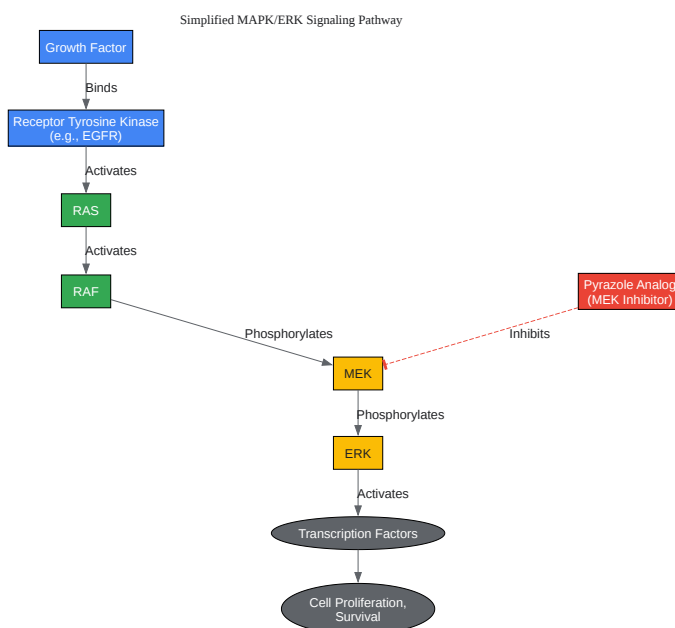 Simplified MAPK/ERK Signaling Pathway
Growth Factor
Binds
Receptor Tyrosine Kinase
(e.g., EGFR)
Activates
RAS
Activates
RAF
Pyrazole Analog
(MEK Inhibitor)
Phosphorylates
Inhibits
MEK
Phosphorylates
ERK
Activates
Transcription Factors
Cell Proliferation,
Survival